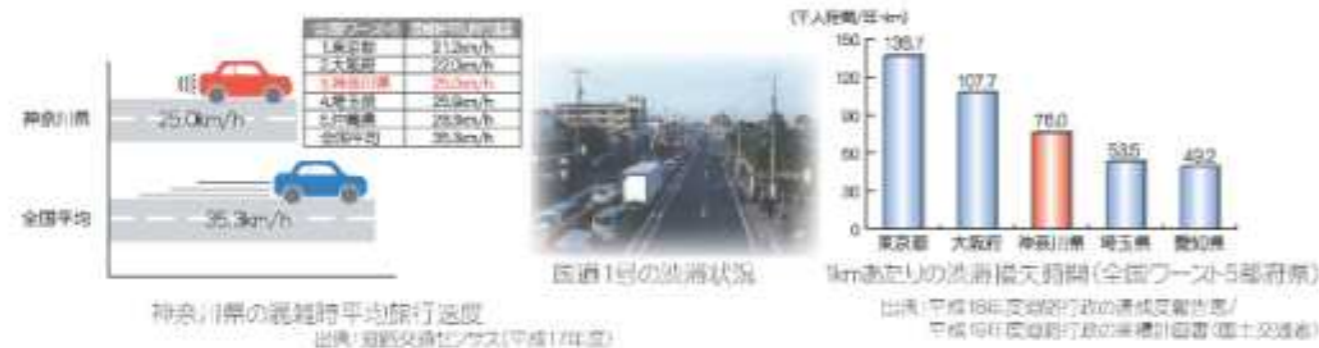 神奈川県
25.0km/h
全国平均
35.3km/h
1.東京都 21.2km/h
2.大阪府 22.0km/h
3.神奈川県 25.0km/h
4.埼玉県
5.沖縄県
全国平均 35.3km/h
神奈川県の混雑時平均旅行速度
出典:道路交通センサス(平成17年度)
国道1号の渋滞状況
(千人時間/年・km)
150
120
90
60
30
0
136.7
107.7
76.0
53.5
49.2
東京都
大阪府
神奈川県
埼玉県
愛知県
1kmあたりの渋滞損失時間(全国ワースト5都府県)
出典:平成18年度道路行政の達成度報告書/
平成19年度道路行政の業績計画書(国土交通省)